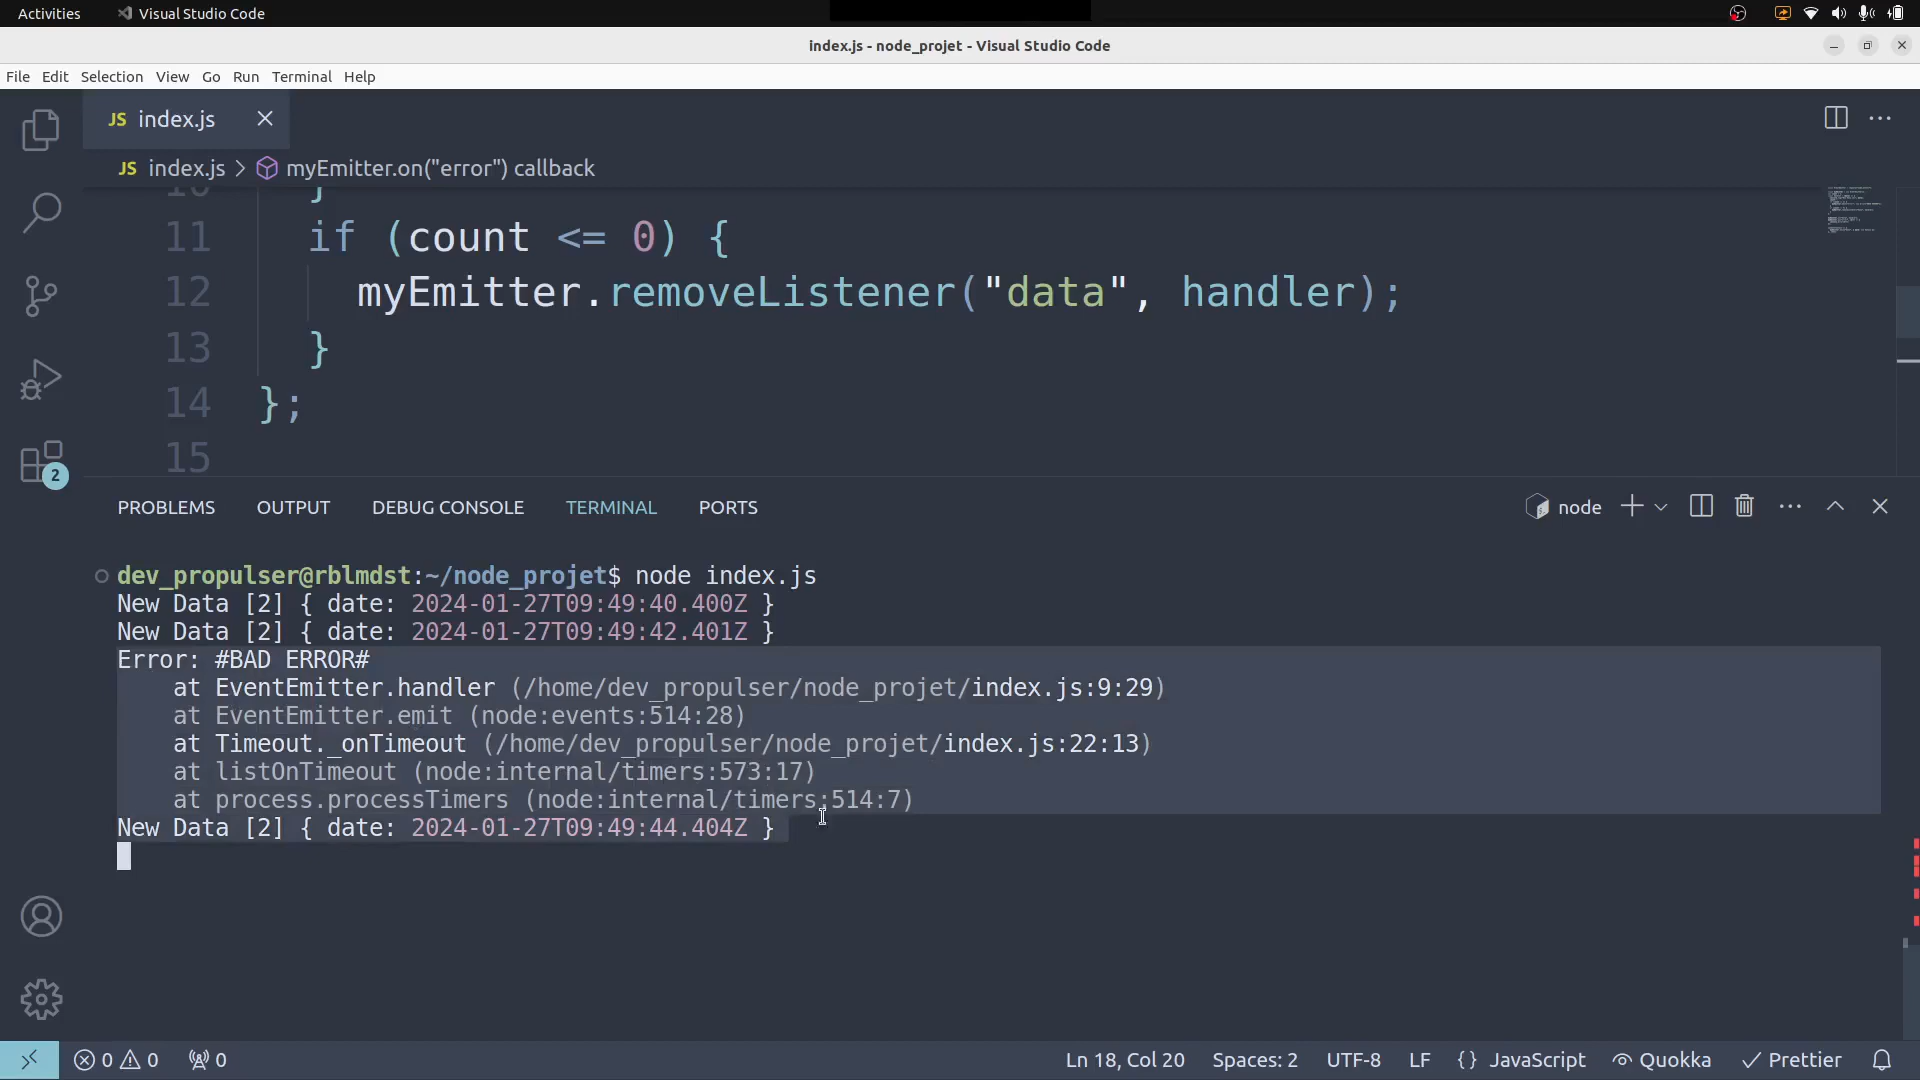 Activities Visual Studio Code
index.js - node_projet - Visual Studio Code
File Edit Selection View Go Run Terminal Help
JS index.js
JS index.js > myEmitter.on("error") callback
10 }
11 if (count <= 0) {
12 myEmitter.removeListener("data", handler);
13 }
14 };
15
2
PROBLEMS OUTPUT DEBUG CONSOLE TERMINAL PORTS node
dev_propulser@rblmdst:~/node_projet$ node index.js
New Data [2] { date: 2024-01-27T09:49:40.400Z }
New Data [2] { date: 2024-01-27T09:49:42.401Z }
Error: #BAD ERROR#
at EventEmitter.handler (/home/dev_propulser/node_projet/index.js:9:29)
at EventEmitter.emit (node:events:514:28)
at Timeout._onTimeout (/home/dev_propulser/node_projet/index.js:22:13)
at listOnTimeout (node:internal/timers:573:17)
at process.processTimers (node:internal/timers:514:7)
New Data [2] { date: 2024-01-27T09:49:44.404Z }
0 0 0 Ln 18, Col 20 Spaces: 2 UTF-8 LF {} JavaScript Quokka Prettier